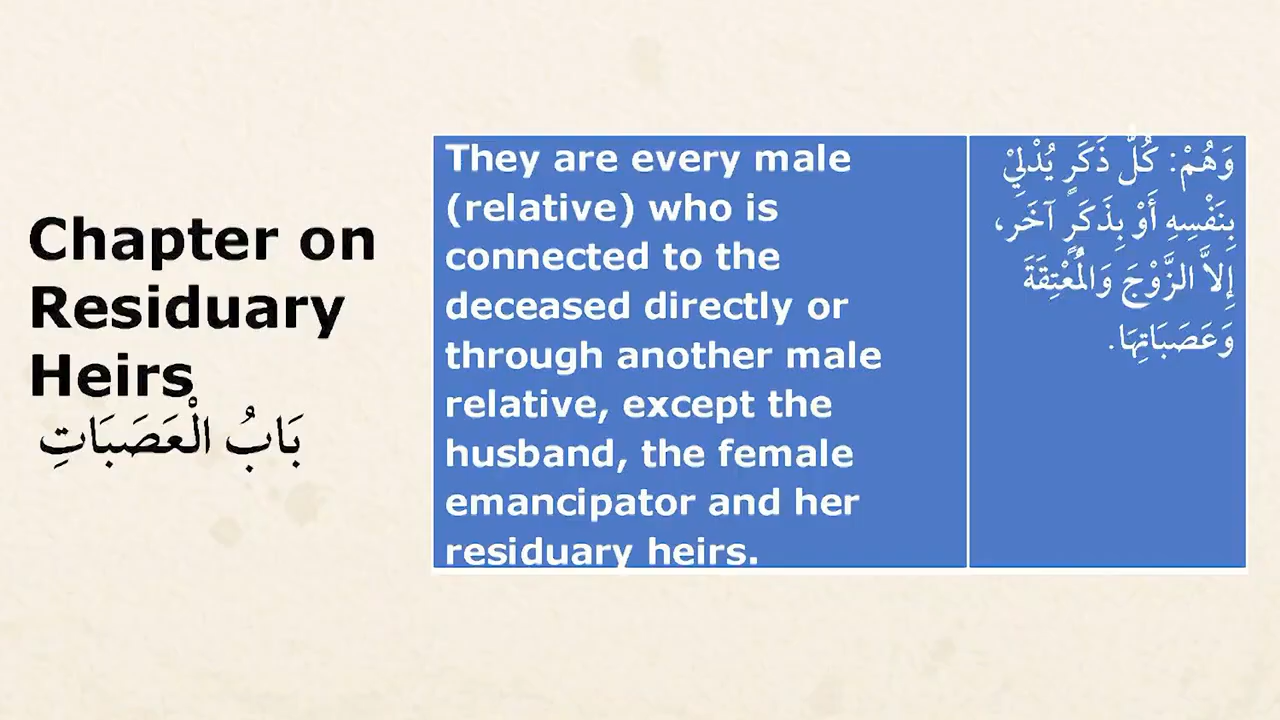 Chapter on
Residuary
Heirs
بَابُ الْعَصَبَاتِ
They are every male
(relative) who is
connected to the
deceased directly or
through another male
relative, except the
husband, the female
emancipator and her
residuary heirs.
وَهُمْ: كُلُّ ذَكَرٍ يُدْلِيْ
بِنَفْسِهِ أَوْ بِذَكَرٍ آخَر،
إِلاَّ الزَّوْجَ وَالْمُعْتِقَةَ
وَعَصَبَاتِهَا.